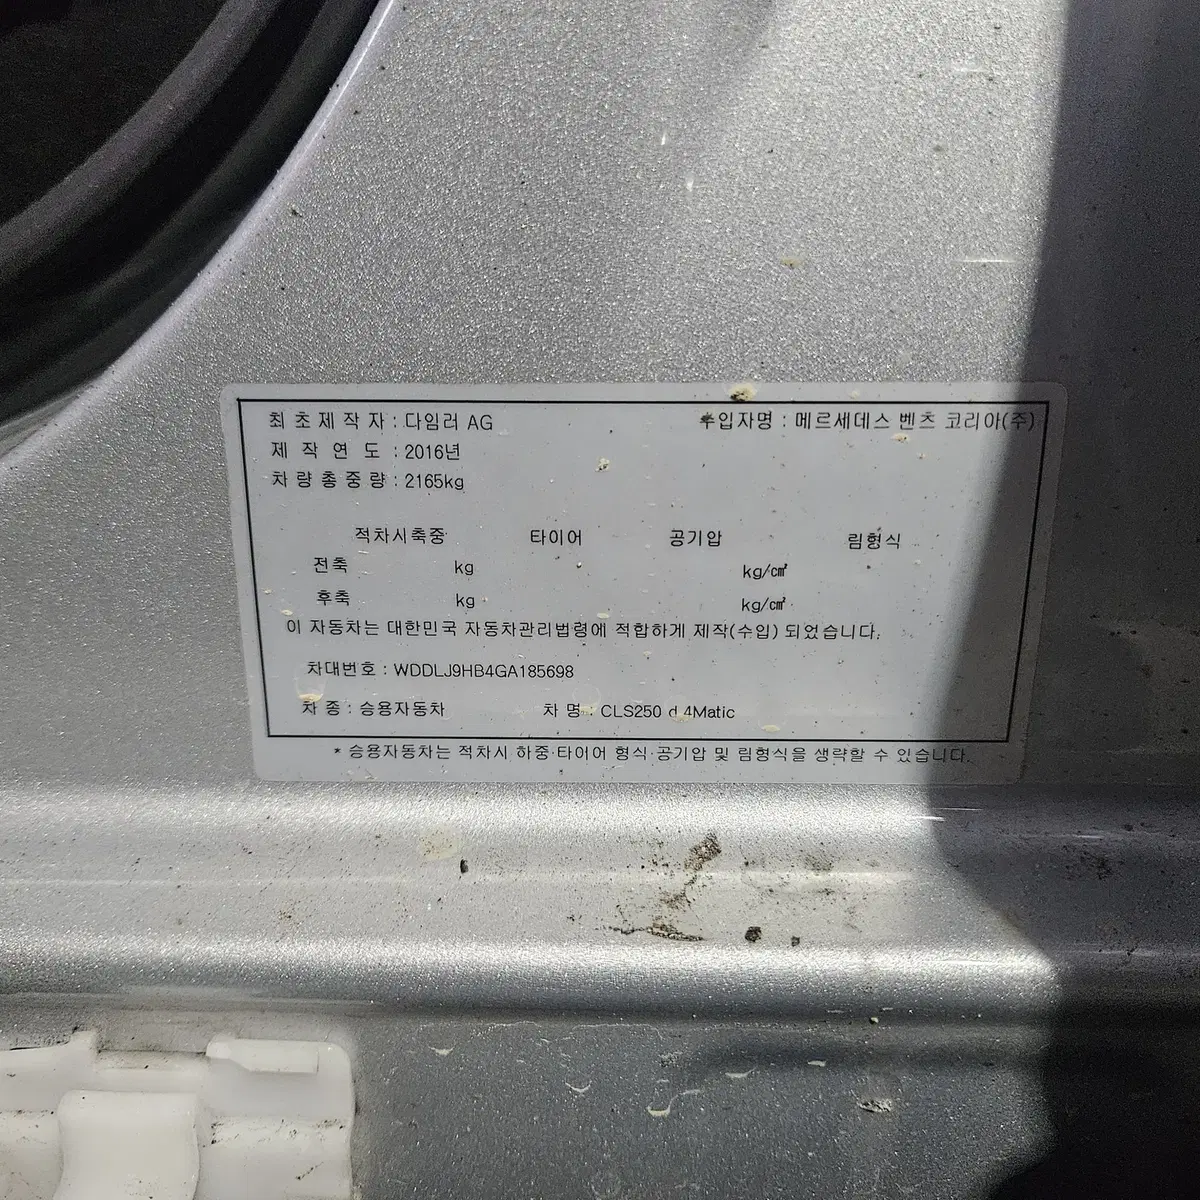 최초제작자 : 다임러 AG 수입자명 : 메르세데스 벤츠 코리아(주)
제 작 연 도 : 2016년
차량총중량 : 2165kg
적차시축중 타이어 공기압 림형식
전축 kg kg/㎠
후축 kg kg/㎠
이 자동차는 대한민국 자동차관리법령에 적합하게 제작(수입) 되었습니다.
차대번호 : WDDLJ9HB4GA185698
차 종 : 승용자동차 차 명 : CLS250 d 4Matic
* 승용자동차는 적차시 하중·타이어 형식·공기압 및 림형식을 생략할 수 있습니다.